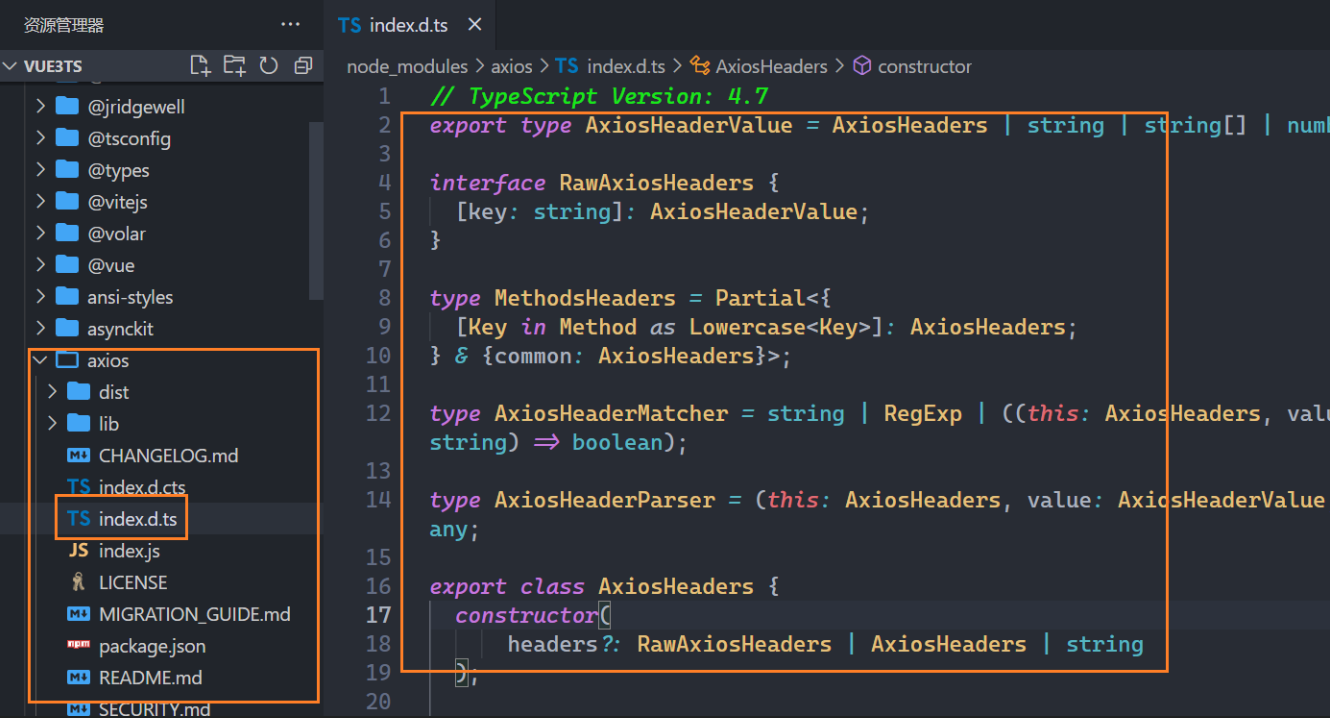 资源管理器
···
TS index.d.ts ×
VUE3TS
node_modules > axios > TS index.d.ts > AxiosHeaders > constructor
@jridgewell
@tsconfig
@types
@vitejs
@volar
@vue
ansi-styles
asynckit
axios
dist
lib
CHANGELOG.md
TS index.d.cts
TS index.d.ts
JS index.js
LICENSE
MIGRATION_GUIDE.md
npm package.json
README.md
SECURITY.md
1 // TypeScript Version: 4.7
2 export type AxiosHeaderValue = AxiosHeaders | string | string[] |
3
4 interface RawAxiosHeaders {
5 [key: string]: AxiosHeaderValue;
6 }
7
8 type MethodsHeaders = Partial<{
9 [Key in Method as Lowercase<Key>]: AxiosHeaders;
10 } & {common: AxiosHeaders}>;
11
12 type AxiosHeaderMatcher = string | RegExp | ((this: AxiosHeaders,
string) => boolean);
13
14 type AxiosHeaderParser = (this: AxiosHeaders, value: AxiosHeaderValue
any;
15
16 export class AxiosHeaders {
17 constructor(
18 headers?: RawAxiosHeaders | AxiosHeaders | string
19 );
20